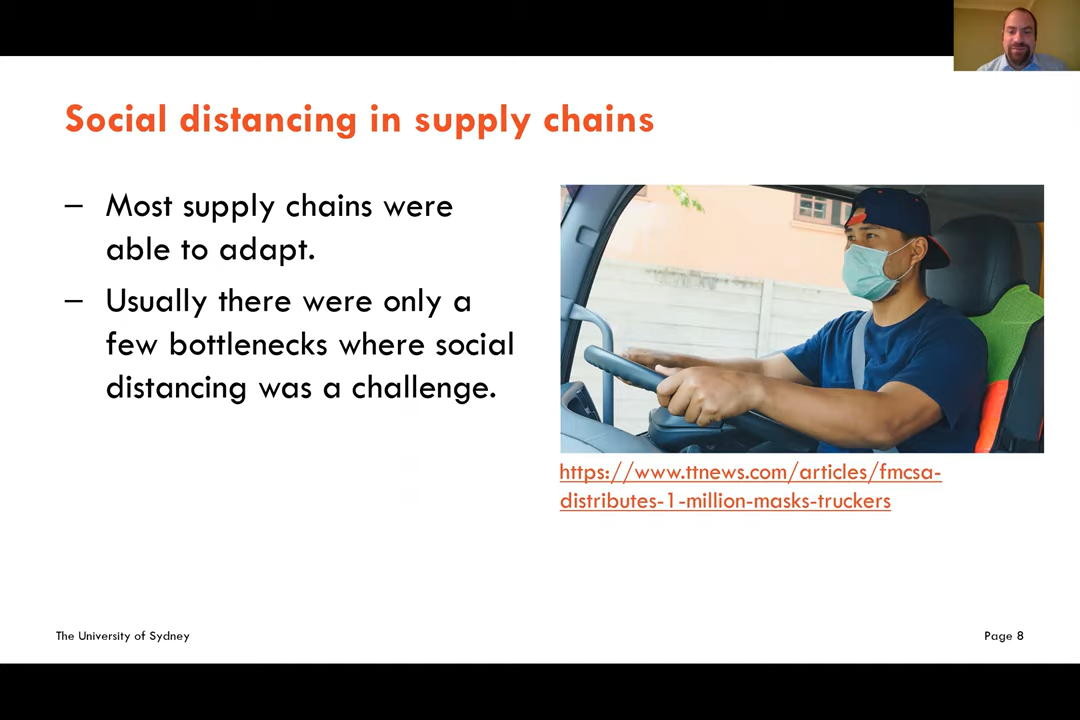 Social distancing in supply chains
– Most supply chains were
able to adapt.
– Usually there were only a
few bottlenecks where social
distancing was a challenge.
https://www.ttnews.com/articles/fmcsa-
distributes-1-million-masks-truckers
The University of Sydney
Page 8